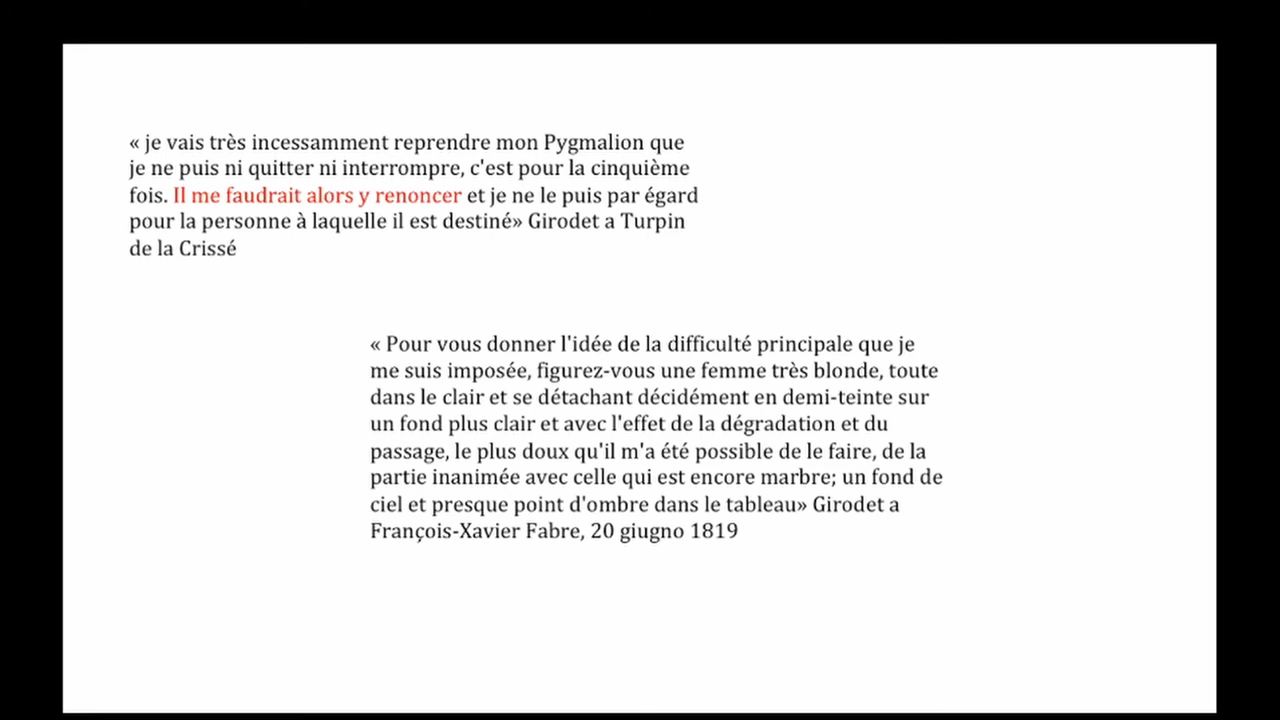 « je vais très incessamment reprendre mon Pygmalion que
je ne puis ni quitter ni interrompre, c'est pour la cinquième
fois. Il me faudrait alors y renoncer et je ne le puis par égard
pour la personne à laquelle il est destiné» Girodet a Turpin
de la Crissé
« Pour vous donner l'idée de la difficulté principale que je
me suis imposée, figurez-vous une femme très blonde, toute
dans le clair et se détachant décidément en demi-teinte sur
un fond plus clair et avec l'effet de la dégradation et du
passage, le plus doux qu'il m'a été possible de le faire, de la
partie inanimée avec celle qui est encore marbre; un fond de
ciel et presque point d'ombre dans le tableau» Girodet a
François-Xavier Fabre, 20 giugno 1819